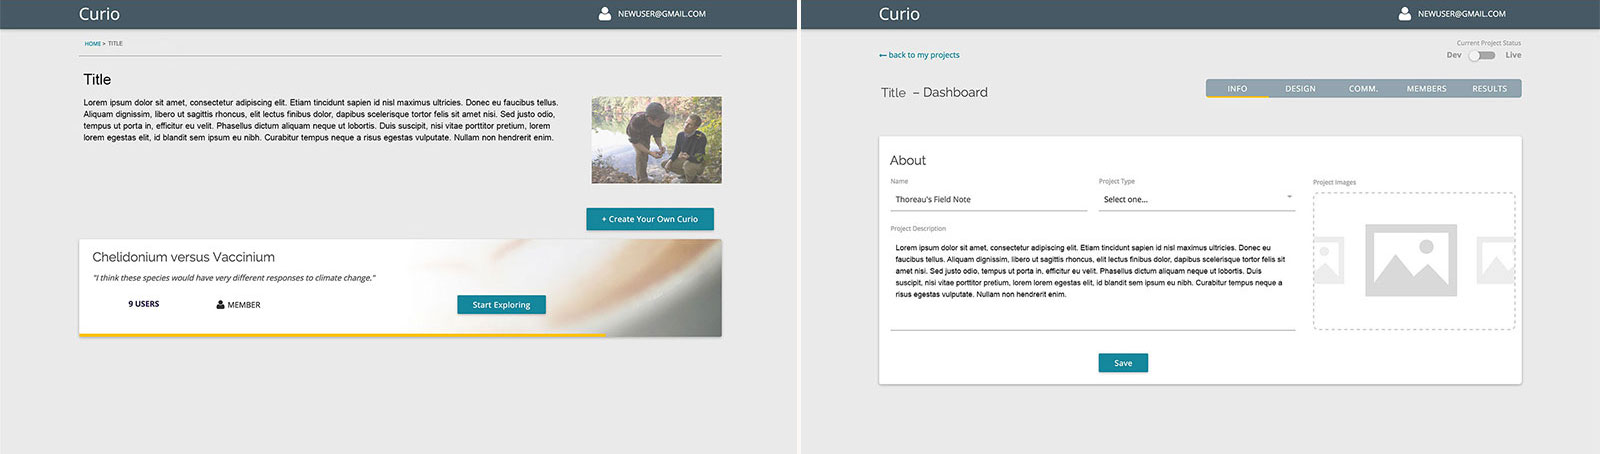 Curio
NEWUSER@GMAIL.COM
HOME > TITLE
Title
Lorem ipsum dolor sit amet, consectetur adipiscing elit. Etiam tincidunt sapien id nisl maximus ultricies. Donec eu faucibus tellus.
Aliquam dignissim, libero ut sagittis rhoncus, elit lectus finibus dolor, dapibus scelerisque tortor felis sit amet nisi. Sed justo odio,
tempus ut porta in, efficitur eu velit. Phasellus dictum aliquam neque ut lobortis. Duis suscipit, nisi vitae porttitor pretium, lorem
lorem egestas elit, id blandit sem ipsum eu nibh. Curabitur tempus neque a risus egestas vulputate. Nullam non hendrerit enim.
+ Create Your Own Curio
Chelidonium versus Vaccinium
"I think these species would have very different responses to climate change."
9 USERS
MEMBER
Start Exploring
Curio
NEWUSER@GMAIL.COM
← back to my projects
Current Project Status
Dev
Live
Title – Dashboard
INFO
DESIGN
COMM.
MEMBERS
RESULTS
About
Name
Thoreau's Field Note
Project Type
Select one...
Project Images
Project Description
Lorem ipsum dolor sit amet, consectetur adipiscing elit. Etiam tincidunt sapien id nisl maximus ultricies. Donec eu
faucibus tellus. Aliquam dignissim, libero ut sagittis rhoncus, elit lectus finibus dolor, dapibus scelerisque tortor felis sit
amet nisi. Sed justo odio, tempus ut porta in, efficitur eu velit. Phasellus dictum aliquam neque ut lobortis. Duis
suscipit, nisi vitae porttitor pretium, lorem lorem egestas elit, id blandit sem ipsum eu nibh. Curabitur tempus neque a
risus egestas vulputate. Nullam non hendrerit enim.
Save